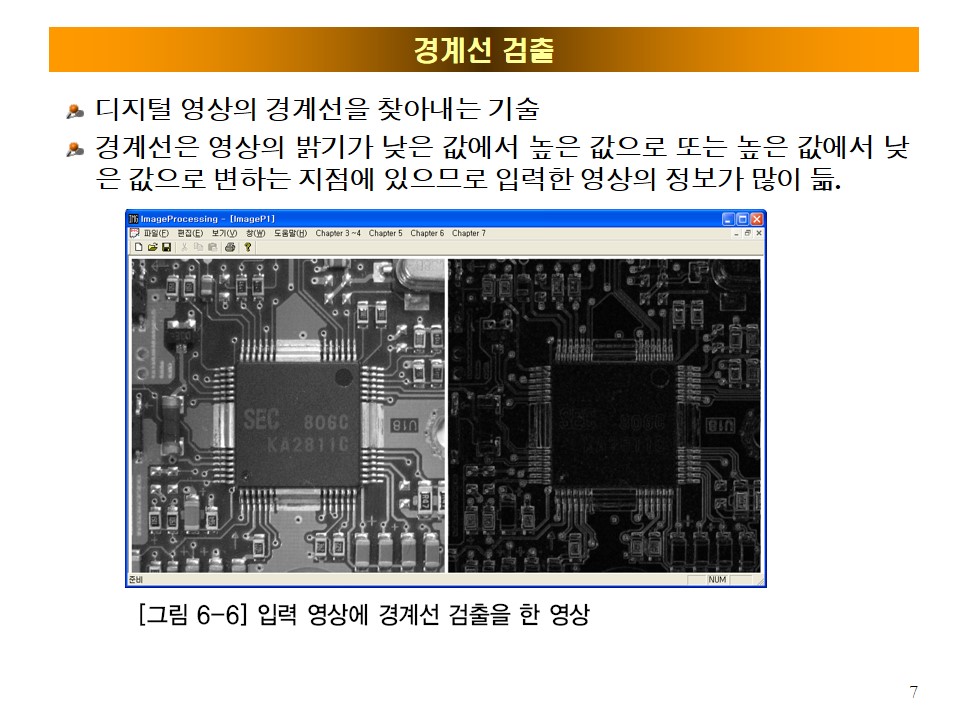 경계선 검출
디지털 영상의 경계선을 찾아내는 기술
경계선은 영상의 밝기가 낮은 값에서 높은 값으로 또는 높은 값에서 낮
은 값으로 변하는 지점에 있으므로 입력한 영상의 정보가 많이 듦.
ImageProcessing - [ImageP1]
파일(F) 편집(E) 보기(V) 창(W) 도움말(H) Chapter 3~4 Chapter 5 Chapter 6 Chapter 7
SEC 806C
KA2811C
U18
준비
NUM
[그림 6-6] 입력 영상에 경계선 검출을 한 영상
7